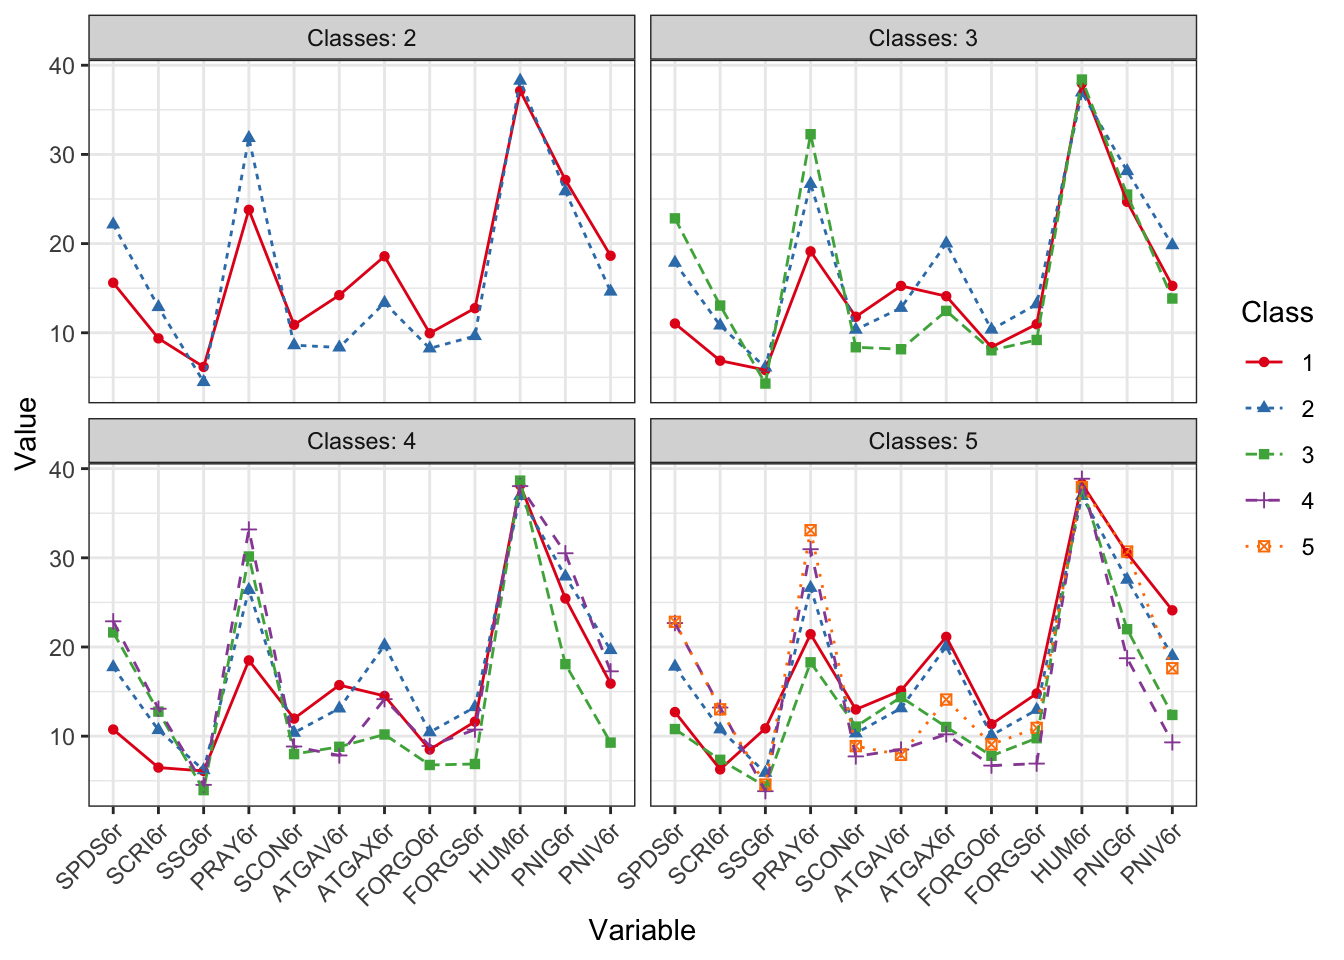 Classes: 2
Classes: 3
40
30
20
10
Classes: 4
Classes: 5
40
30
20
10
Value
SPDS6r
SCRI6r
SSG6r
PRAY6r
SCON6r
ATGAV6r
ATGAX6r
FORGO6r
FORGS6r
HUM6r
PNIG6r
PNIV6r
SPDS6r
SCRI6r
SSG6r
PRAY6r
SCON6r
ATGAV6r
ATGAX6r
FORGO6r
FORGS6r
HUM6r
PNIG6r
PNIV6r
Variable
Class
1
2
3
4
5